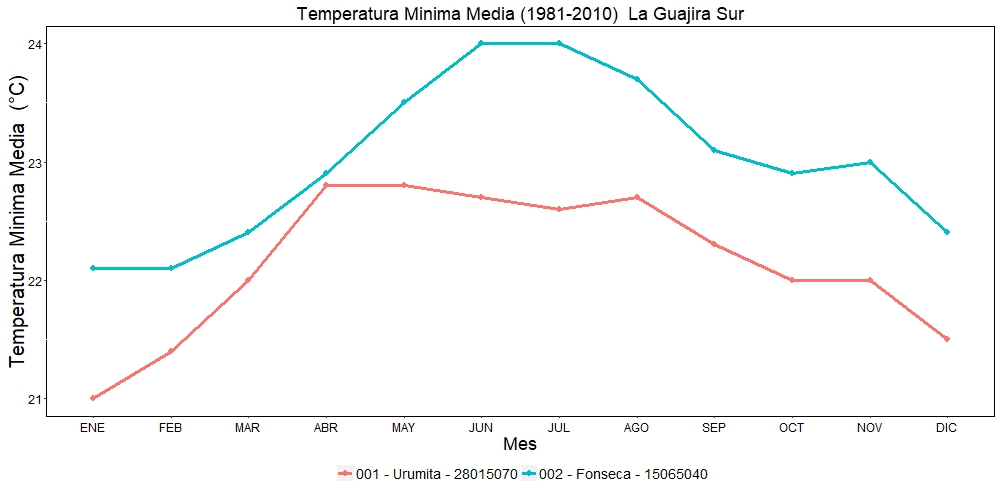 Temperatura Minima Media (1981-2010)  La Guajira Sur
Temperatura Minima Media  (°C)
24
23
22
21
ENE FEB MAR ABR MAY JUN JUL AGO SEP OCT NOV DIC
Mes
001 - Urumita - 28015070 002 - Fonseca - 15065040